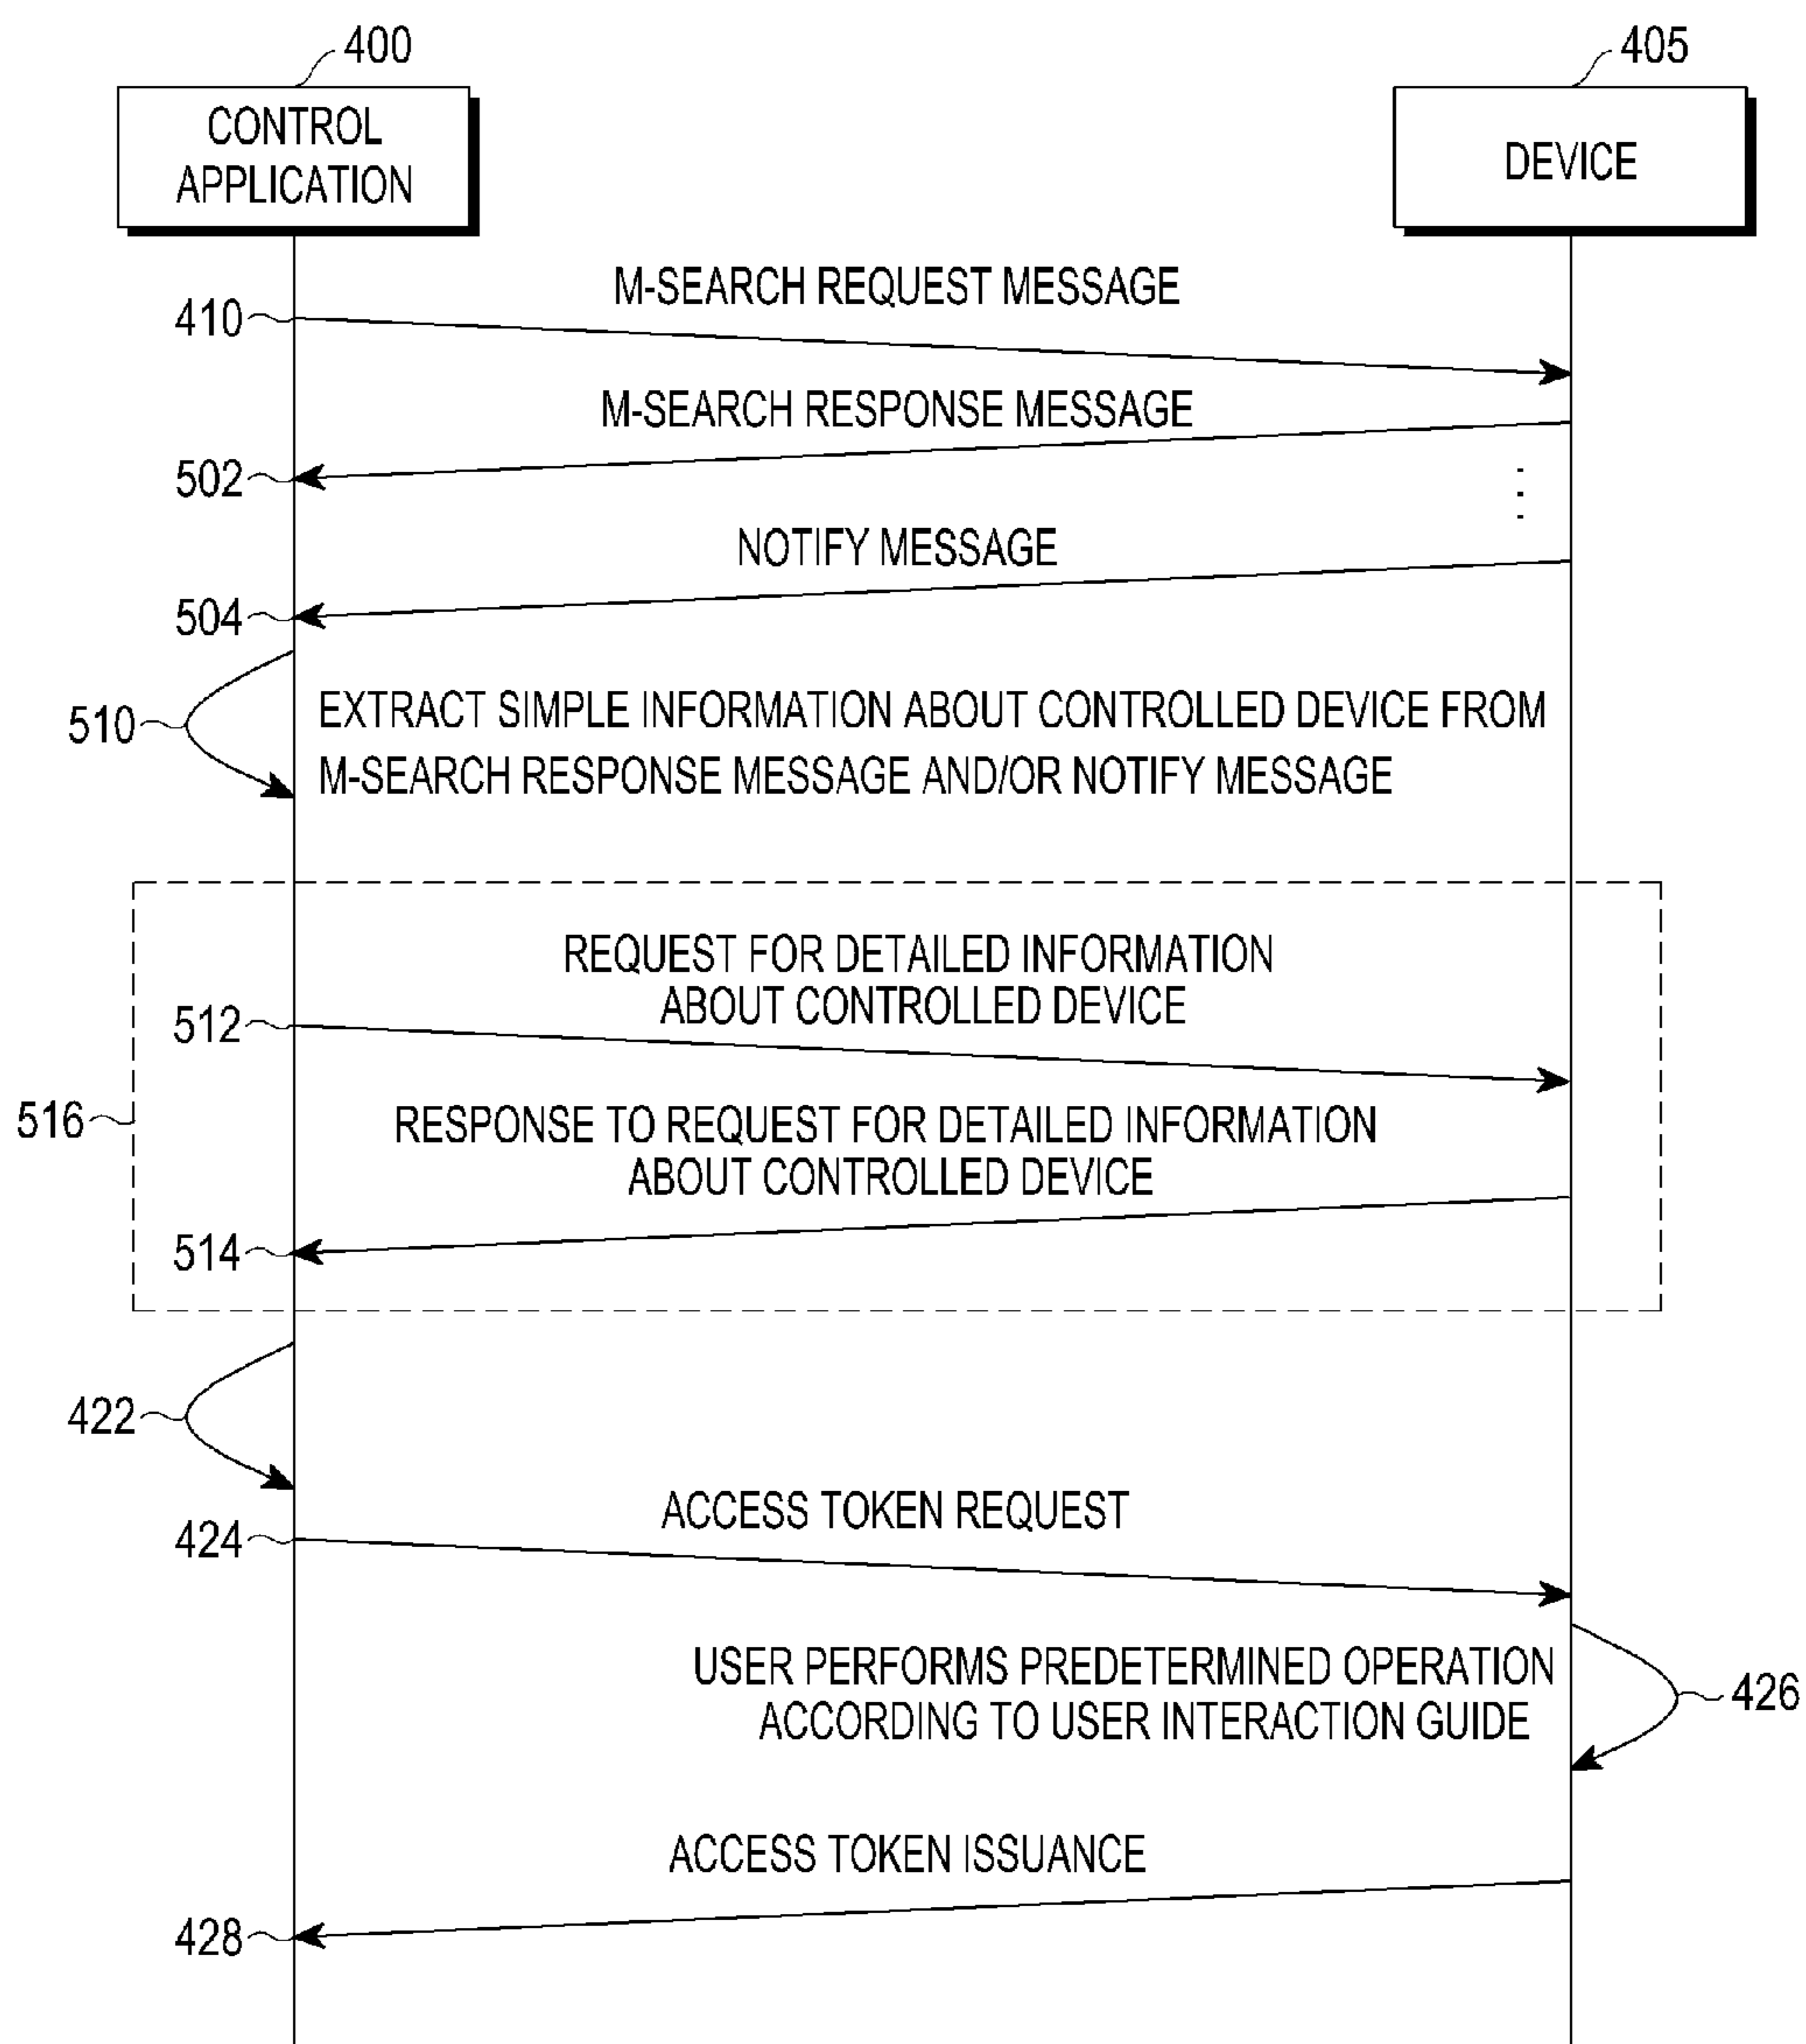 400
405
CONTROL
APPLICATION
DEVICE
M-SEARCH REQUEST MESSAGE
410
M-SEARCH RESPONSE MESSAGE
502
NOTIFY MESSAGE
504
510
EXTRACT SIMPLE INFORMATION ABOUT CONTROLLED DEVICE FROM
M-SEARCH RESPONSE MESSAGE AND/OR NOTIFY MESSAGE
REQUEST FOR DETAILED INFORMATION
ABOUT CONTROLLED DEVICE
512
516
RESPONSE TO REQUEST FOR DETAILED INFORMATION
ABOUT CONTROLLED DEVICE
514
422
ACCESS TOKEN REQUEST
424
USER PERFORMS PREDETERMINED OPERATION
ACCORDING TO USER INTERACTION GUIDE
426
ACCESS TOKEN ISSUANCE
428